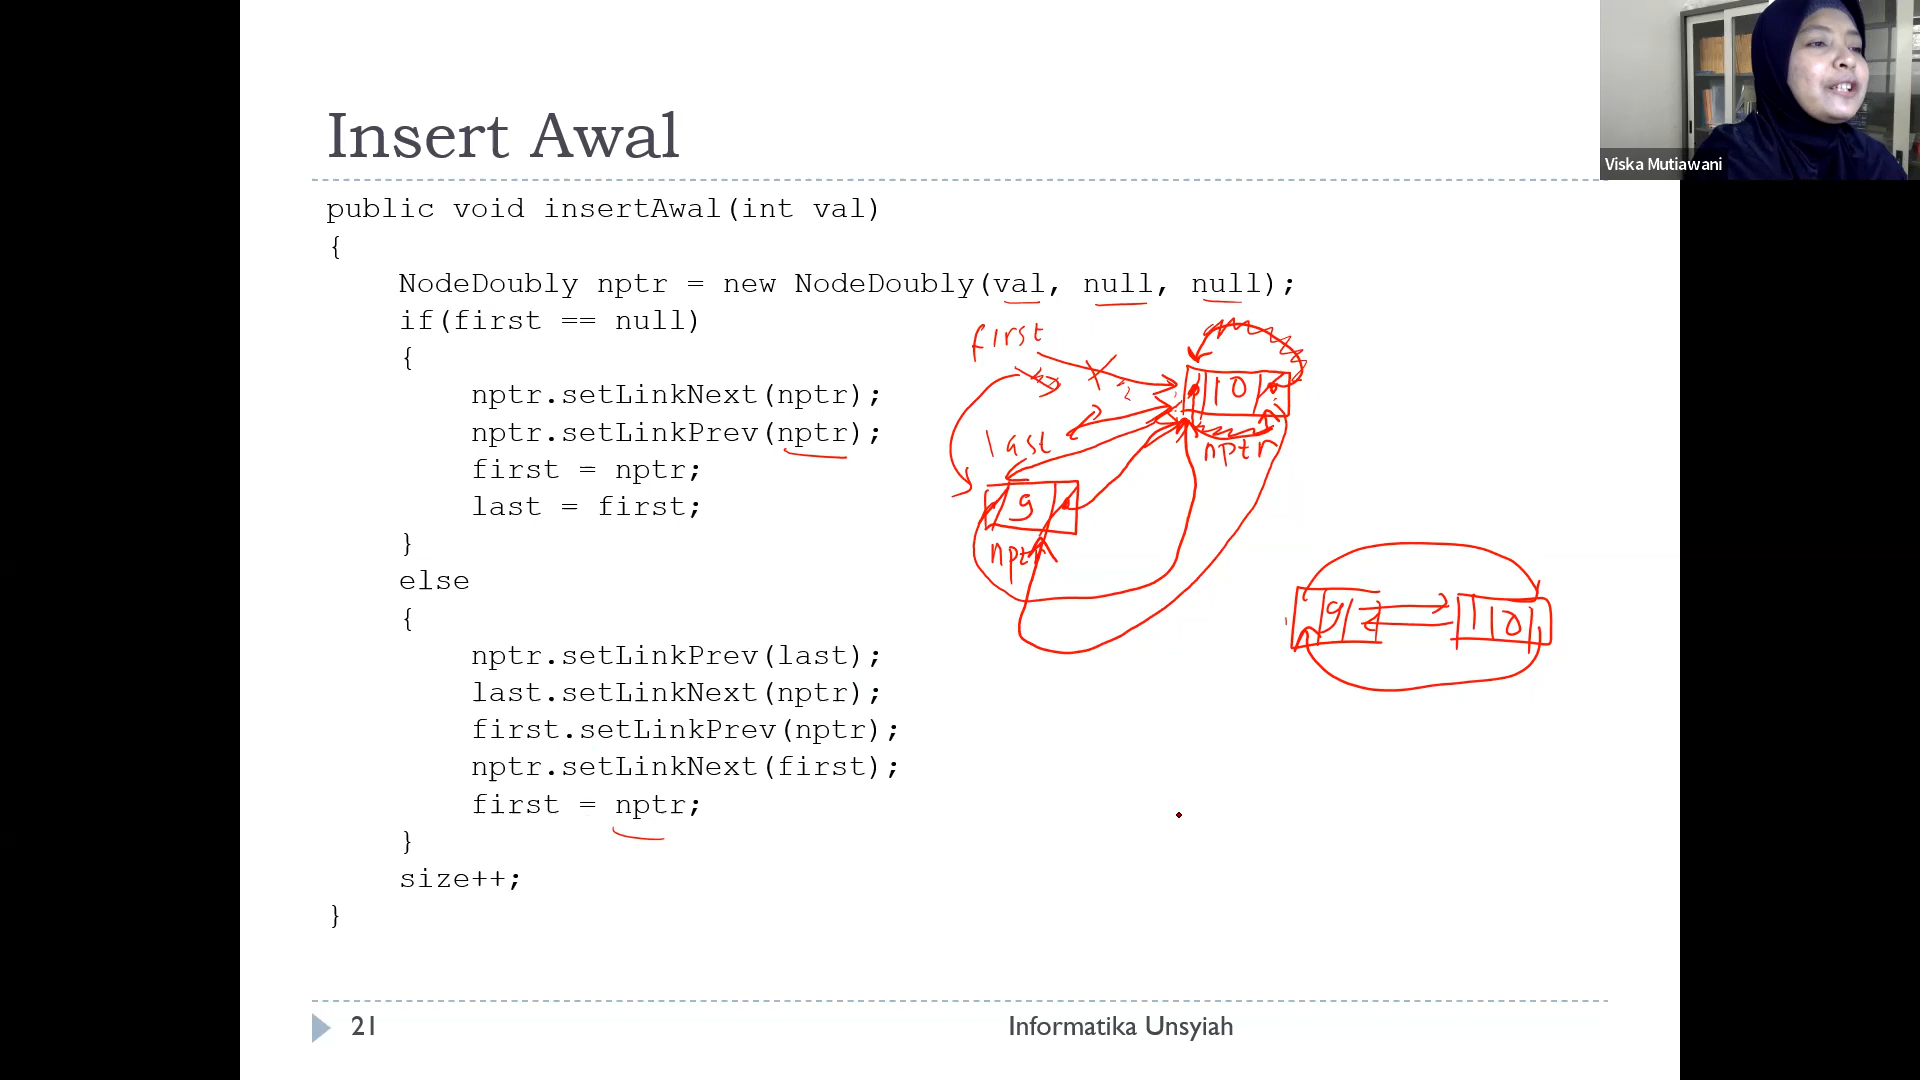 Viska Mutiawani
Insert Awal
public void insertAwal(int val)
{
NodeDoubly nptr = new NodeDoubly(val, null, null);
if(first == null)
{
nptr.setLinkNext(nptr);
nptr.setLinkPrev(nptr);
first = nptr;
last = first;
}
else
{
nptr.setLinkPrev(last);
last.setLinkNext(nptr);
first.setLinkPrev(nptr);
nptr.setLinkNext(first);
first = nptr;
}
size++;
}
first
10
last
nptr
9
nptr
9
10
21
Informatika Unsyiah